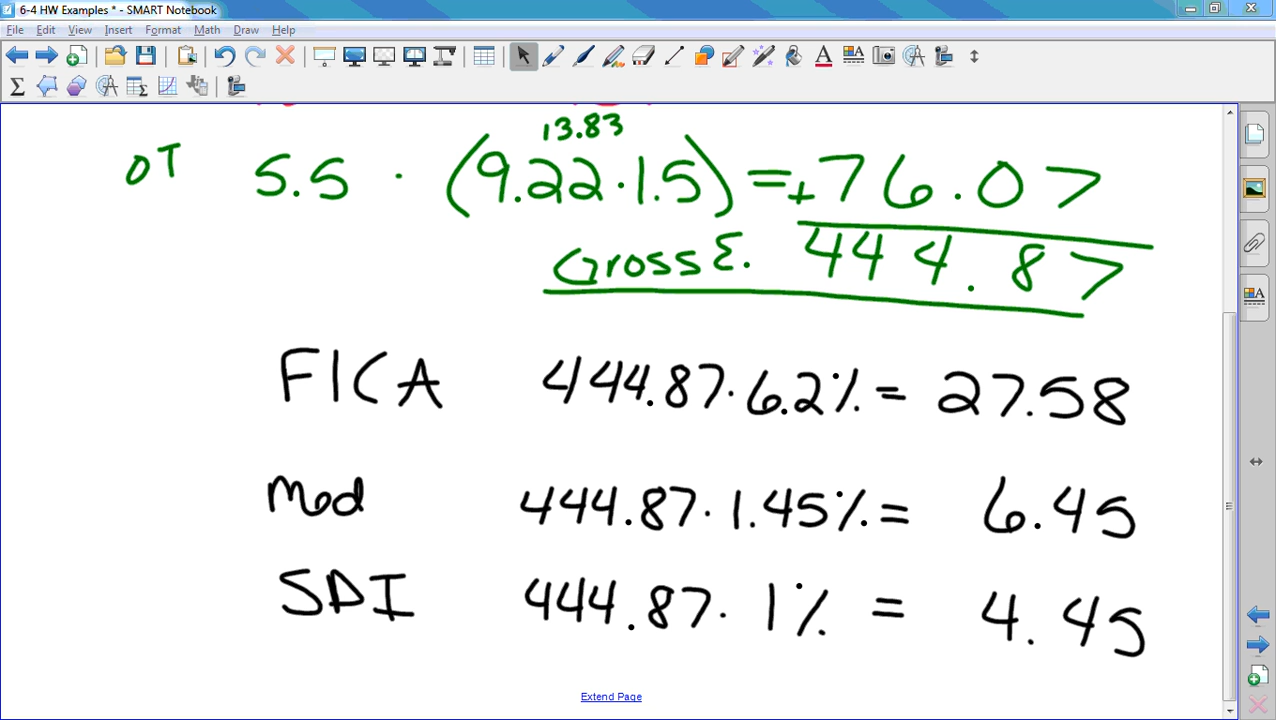 6-4 HW Examples * - SMART Notebook
File Edit View Insert Format Math Draw Help
13.83
OT 5.5 · (9.22·1.5) = +76.07
Gross E. 444.87
FICA 444.87·6.2% = 27.58
Med 444.87·1.45% = 6.45
SDI 444.87·1% = 4.45
Extend Page